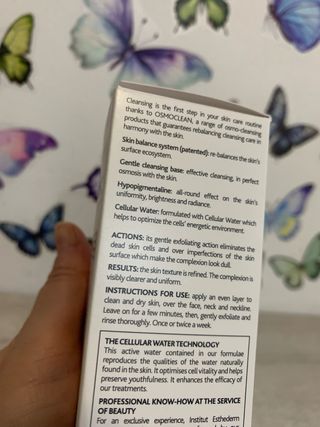 Cleansing is the first step in your skin care routine
thanks to OSMOCLEAN, a range of osmo-cleansing
products that guarantees rebalancing cleansing care in
harmony with the skin.
Skin balance system (patented): re-balances the skin's
surface ecosystem.
Gentle cleansing base: effective cleansing, in perfect
osmosis with the skin.
Hypopigmentaline: all-round effect on the skin's
uniformity, brightness and radiance.
Cellular Water: formulated with Cellular Water which
helps to optimize the cells' energetic environment.
ACTIONS: its gentle exfoliating action eliminates the
dead skin cells and over imperfections of the skin
surface which make the complexion look dull.
RESULTS: the skin texture is refined. The complexion is
visibly clearer and uniform.
INSTRUCTIONS FOR USE: apply an even layer to
clean and dry skin, over the face, neck and neckline.
Leave on for a few minutes, then, gently exfoliate and
rinse thoroughly. Once or twice a week.
THE CELLULAR WATER TECHNOLOGY
This active water contained in our formulae
reproduces the qualities of the water naturally
found in the skin. It optimises cell vitality and helps
preserve youthfulness. It enhances the efficacy of
our treatments.
PROFESSIONAL KNOW-HOW AT THE SERVICE
OF BEAUTY
For an exclusive experience, Institut Esthederm